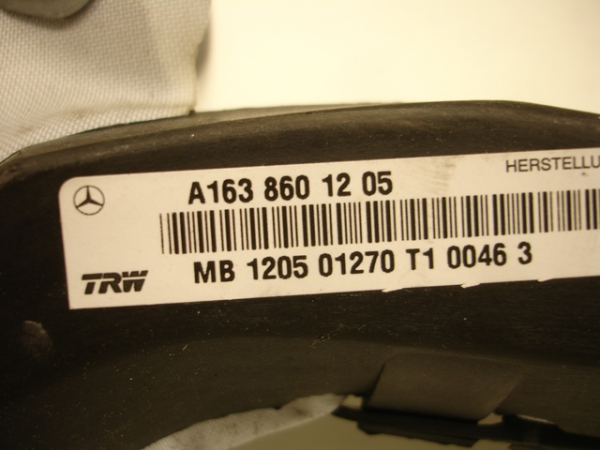 A163 860 12 05
HERSTELLU
MB 1205 01270 T1 0046 3
TRW